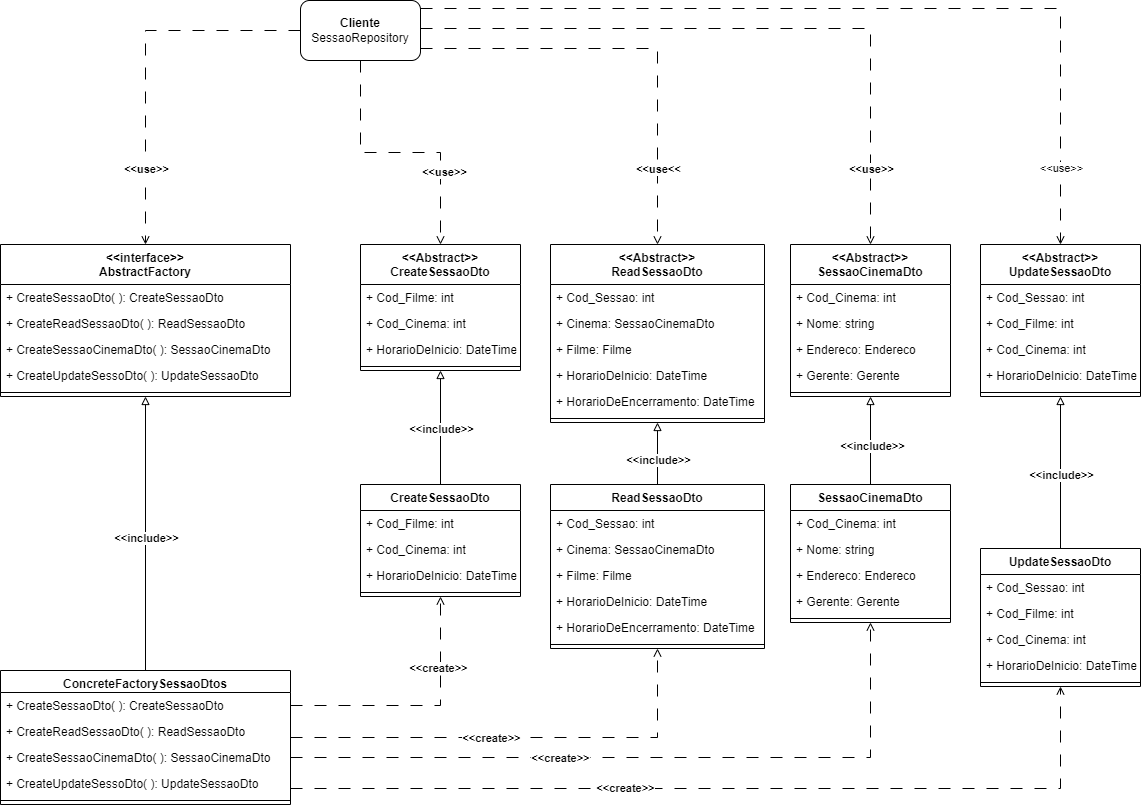 Cliente
SessaoRepository
<<use>>
<<use>>
<<use<<
<<use>>
<<use>>
<<interface>>
AbstractFactory
+ CreateSessaoDto( ): CreateSessaoDto
+ CreateReadSessaoDto( ): ReadSessaoDto
+ CreateSessaoCinemaDto( ): SessaoCinemaDto
+ CreateUpdateSessoDto( ): UpdateSessaoDto
<<Abstract>>
CreateSessaoDto
+ Cod_Filme: int
+ Cod_Cinema: int
+ HorarioDeInicio: DateTime
<<Abstract>>
ReadSessaoDto
+ Cod_Sessao: int
+ Cinema: SessaoCinemaDto
+ Filme: Filme
+ HorarioDeInicio: DateTime
+ HorarioDeEncerramento: DateTime
<<Abstract>>
SessaoCinemaDto
+ Cod_Cinema: int
+ Nome: string
+ Endereco: Endereco
+ Gerente: Gerente
<<Abstract>>
UpdateSessaoDto
+ Cod_Sessao: int
+ Cod_Filme: int
+ Cod_Cinema: int
+ HorarioDeInicio: DateTime
<<include>>
<<include>>
<<include>>
<<include>>
<<include>>
CreateSessaoDto
+ Cod_Filme: int
+ Cod_Cinema: int
+ HorarioDeInicio: DateTime
ReadSessaoDto
+ Cod_Sessao: int
+ Cinema: SessaoCinemaDto
+ Filme: Filme
+ HorarioDeInicio: DateTime
+ HorarioDeEncerramento: DateTime
SessaoCinemaDto
+ Cod_Cinema: int
+ Nome: string
+ Endereco: Endereco
+ Gerente: Gerente
UpdateSessaoDto
+ Cod_Sessao: int
+ Cod_Filme: int
+ Cod_Cinema: int
+ HorarioDeInicio: DateTime
ConcreteFactorySessaoDtos
+ CreateSessaoDto( ): CreateSessaoDto
+ CreateReadSessaoDto( ): ReadSessaoDto
+ CreateSessaoCinemaDto( ): SessaoCinemaDto
+ CreateUpdateSessoDto( ): UpdateSessaoDto
<<create>>
<<create>>
<<create>>
<<create>>